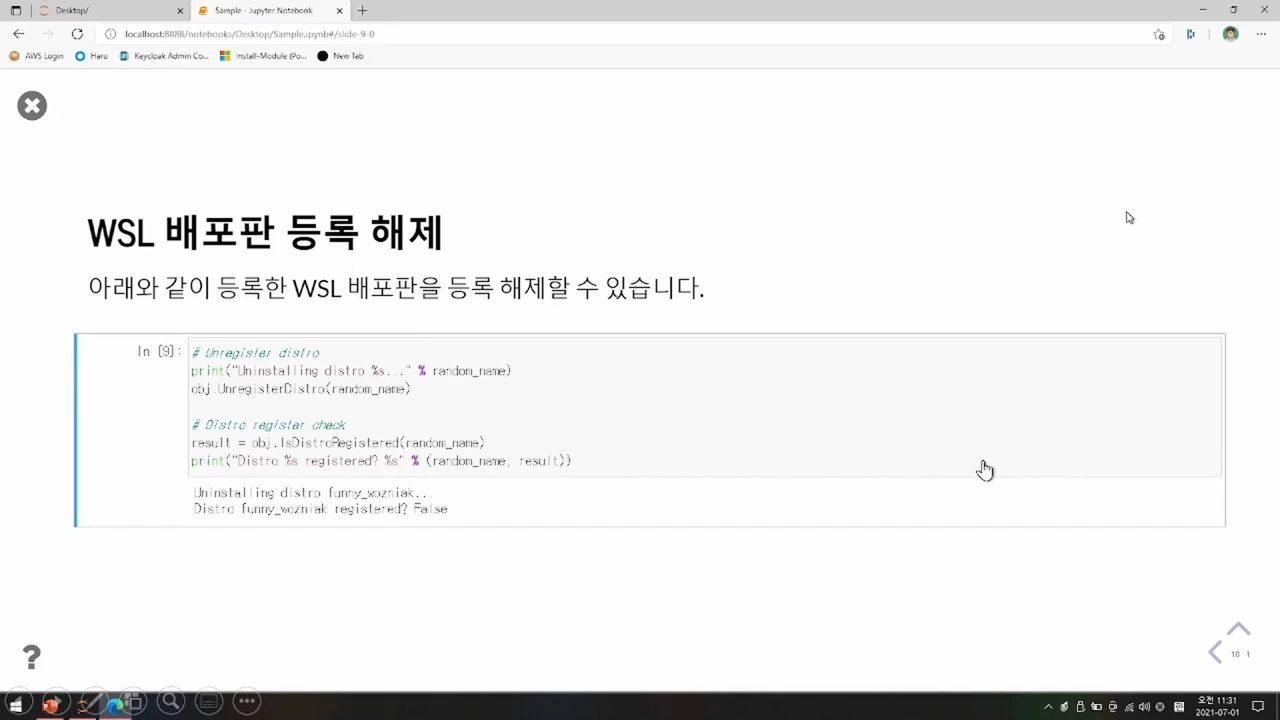 Desktop/
Sample - Jupyter Notebook
localhost:8888/notebooks/Desktop/Sample.ipynb#/slide-9-0
AWS Login
Haru
Keycloak Admin Co...
Install-Module (Po...
New Tab
WSL 배포판 등록 해제
아래와 같이 등록한 WSL 배포판을 등록 해제할 수 있습니다.
In [9]:
# Unregister distro
print("Uninstalling distro %s..." % random_name)
obj.UnregisterDistro(random_name)
# Distro register check
result = obj.IsDistroRegistered(random_name)
print("Distro %s registered? %s" % (random_name, result))
Uninstalling distro funny_wozniak...
Distro funny_wozniak registered? False
?
10.1
오전 11:31
2021-07-01